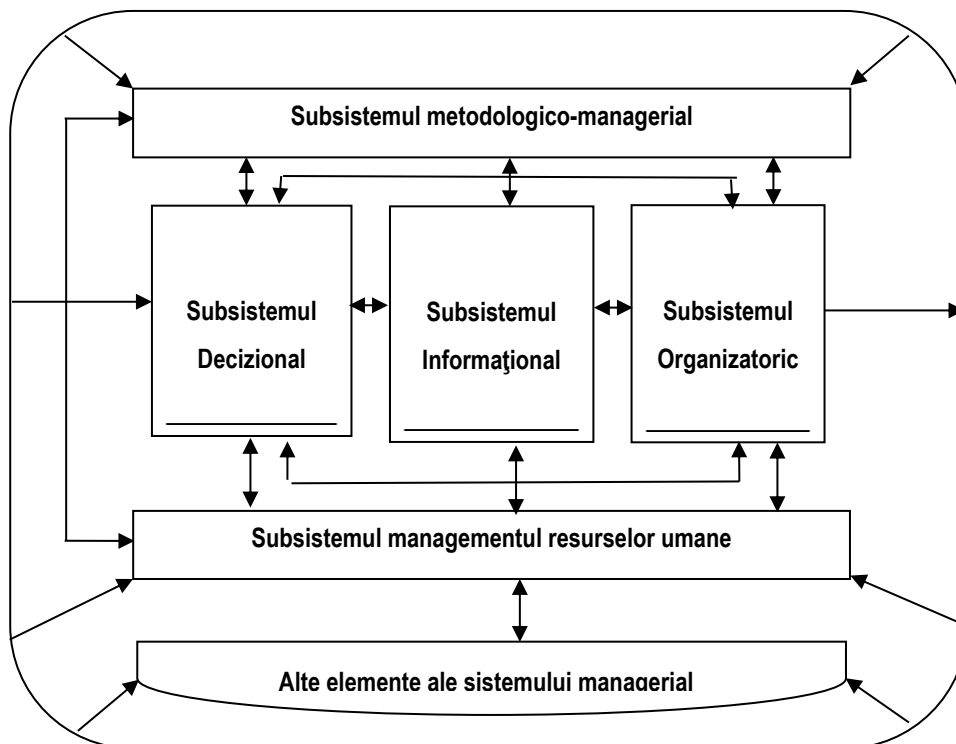 Subsistemul metodologico-managerial
Subsistemul
Decizional
Subsistemul
Informaţional
Subsistemul
Organizatoric
Subsistemul managementul resurselor umane
Alte elemente ale sistemului managerial